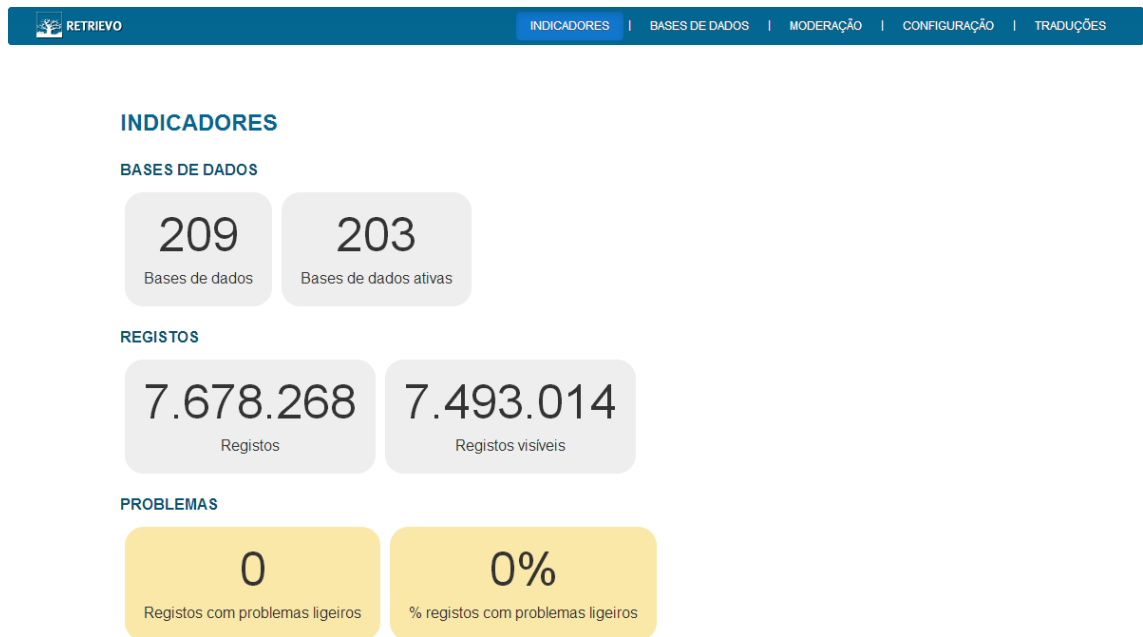 RETRIEVO
INDICADORES | BASES DE DADOS | MODERAÇÃO | CONFIGURAÇÃO | TRADUÇÕES
INDICADORES
BASES DE DADOS
209 203
Bases de dados Bases de dados ativas
REGISTOS
7.678.268 7.493.014
Registos Registos visíveis
PROBLEMAS
0 0%
Registos com problemas ligeiros % registos com problemas ligeiros